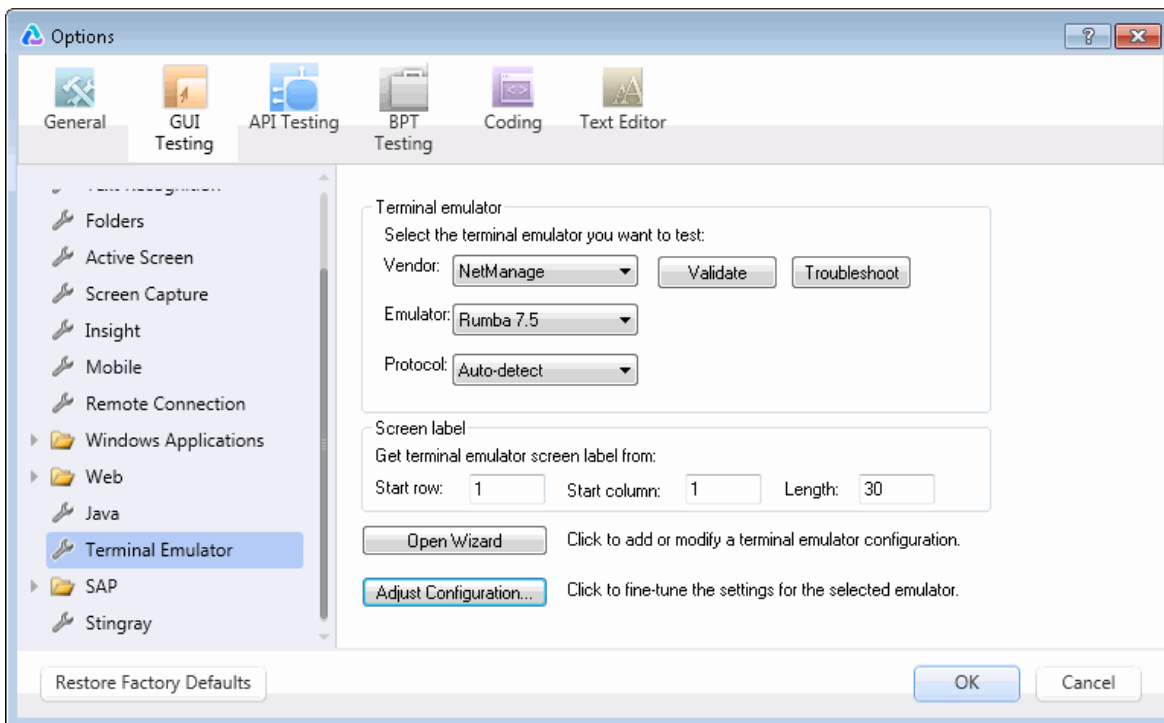 Options
General
GUI
Testing
API Testing
BPT
Testing
Coding
Text Editor
Text Recognition
Folders
Active Screen
Screen Capture
Insight
Mobile
Remote Connection
Windows Applications
Web
Java
Terminal Emulator
SAP
Stingray
Terminal emulator
Select the terminal emulator you want to test:
Vendor: NetManage Validate Troubleshoot
Emulator: Rumba 7.5
Protocol: Auto-detect
Screen label
Get terminal emulator screen label from:
Start row: 1 Start column: 1 Length: 30
Open Wizard Click to add or modify a terminal emulator configuration.
Adjust Configuration... Click to fine-tune the settings for the selected emulator.
Restore Factory Defaults OK Cancel